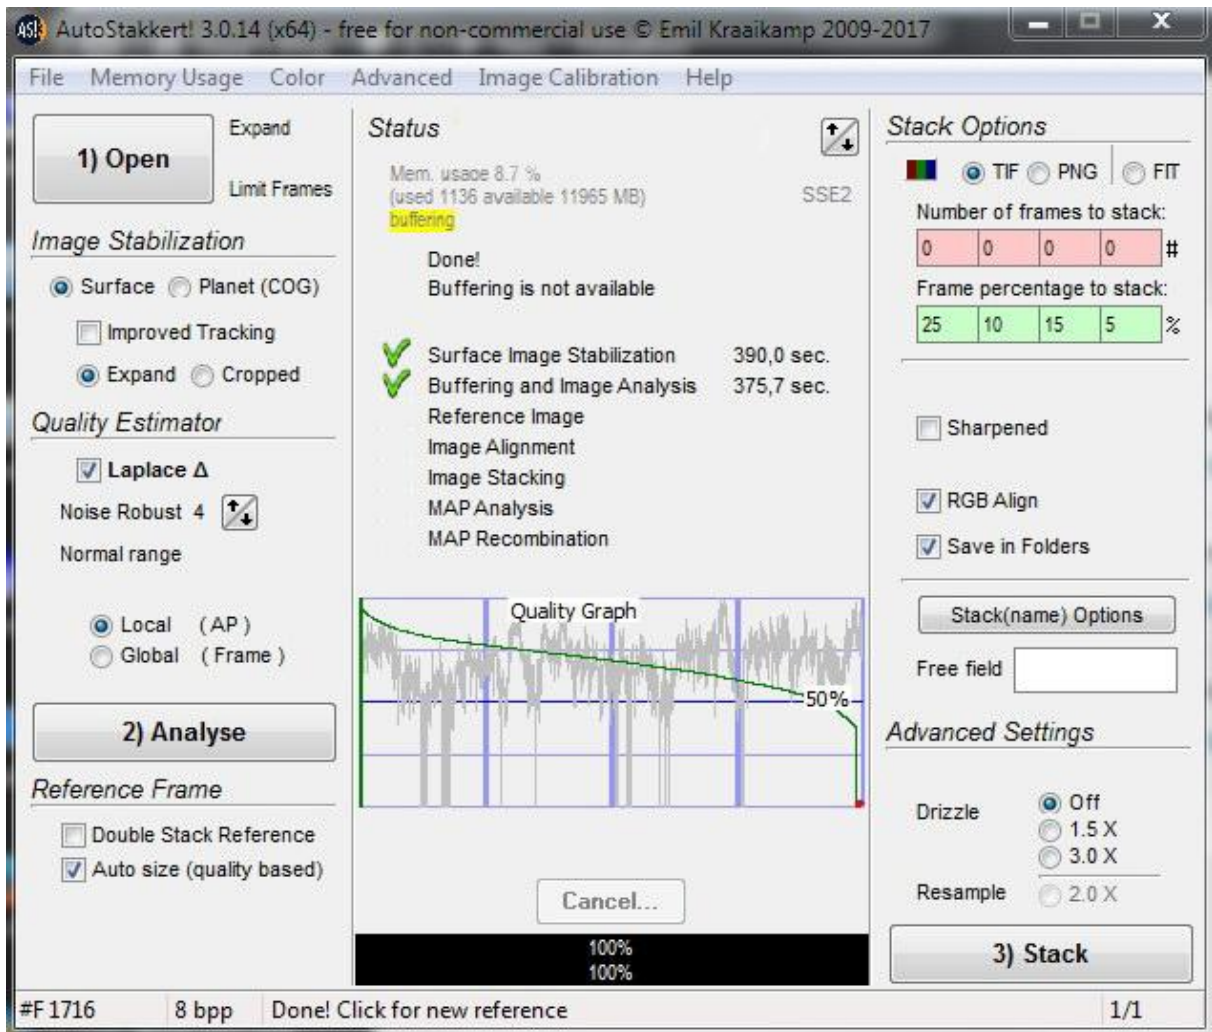 AutoStakkert! 3.0.14 (x64) - free for non-commercial use © Emil Kraaikamp 2009-2017
File Memory Usage Color Advanced Image Calibration Help
1) Open
Expand
Limit Frames
Image Stabilization
Surface Planet (COG)
Improved Tracking
Expand Cropped
Quality Estimator
Laplace Δ
Noise Robust 4
Normal range
Local (AP)
Global (Frame)
2) Analyse
Reference Frame
Double Stack Reference
Auto size (quality based)
Status
Mem. usage 8.7 %
(used 1136 available 11965 MB)
SSE2
buffering
Done!
Buffering is not available
Surface Image Stabilization 390,0 sec.
Buffering and Image Analysis 375,7 sec.
Reference Image
Image Alignment
Image Stacking
MAP Analysis
MAP Recombination
Quality Graph
50%
Cancel...
100%
100%
Stack Options
TIF PNG FIT
Number of frames to stack:
0 0 0 0 #
Frame percentage to stack:
25 10 15 5 %
Sharpened
RGB Align
Save in Folders
Stack(name) Options
Free field
Advanced Settings
Drizzle
Off
1.5 X
3.0 X
Resample 2.0 X
3) Stack
#F 1716 8 bpp Done! Click for new reference 1/1